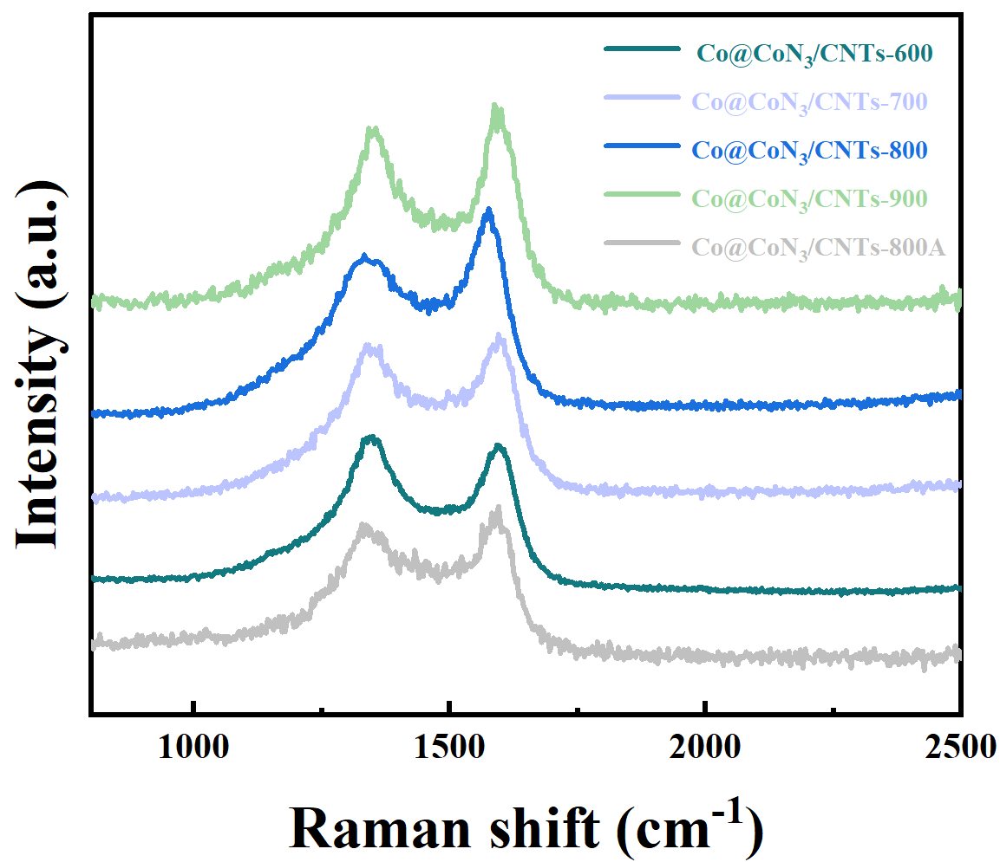 Co@CoN₃/CNTs-600
Co@CoN₃/CNTs-700
Co@CoN₃/CNTs-800
Co@CoN₃/CNTs-900
Co@CoN₃/CNTs-800A
Intensity (a.u.)
1000 1500 2000 2500
Raman shift (cm⁻¹)